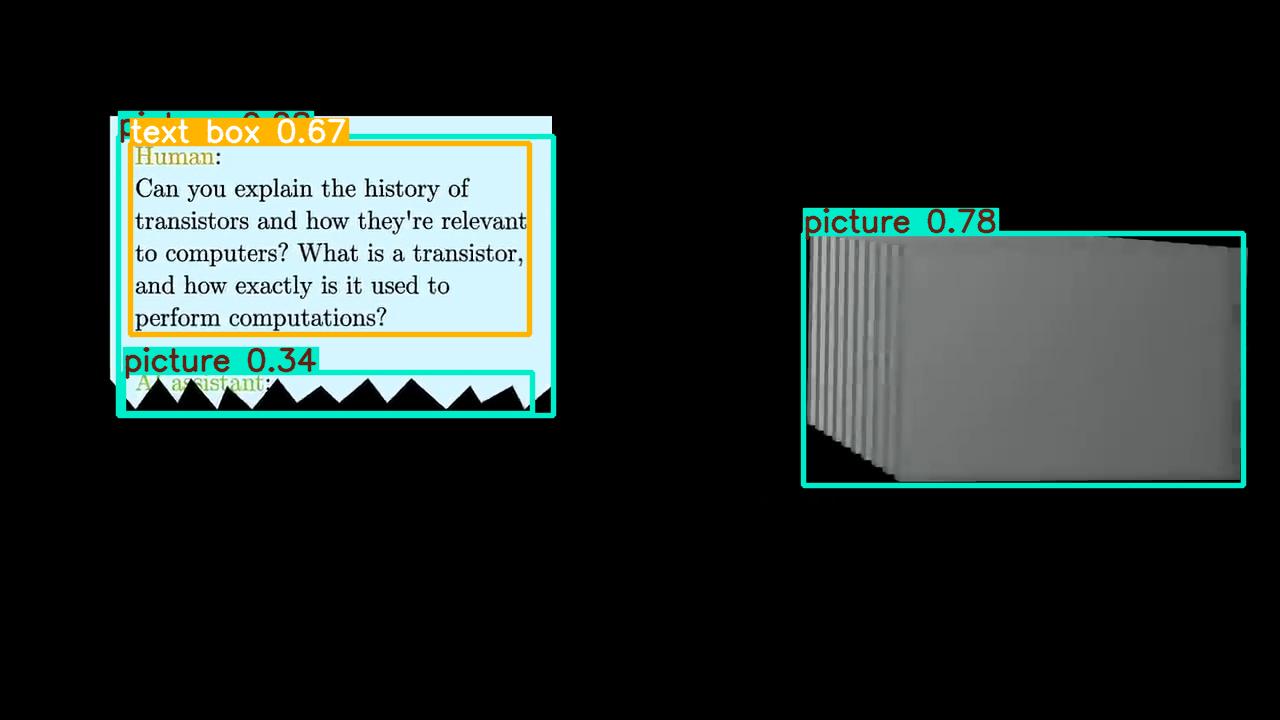 text box 0.67
Human:
Can you explain the history of
transistors and how they're relevant
to computers? What is a transistor,
and how exactly is it used to
perform computations?
picture 0.34
AI assistant:
picture 0.78